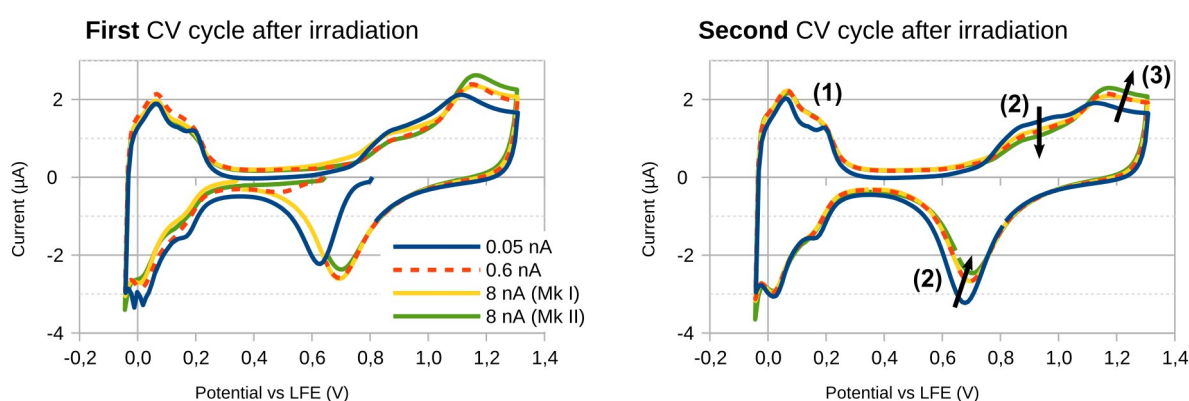 First CV cycle after irradiation
2
0
-2
-4
Current (µA)
-0,2 0,0 0,2 0,4 0,6 0,8 1,0 1,2 1,4
Potential vs LFE (V)
0.05 nA
0.6 nA
8 nA (Mk I)
8 nA (Mk II)
Second CV cycle after irradiation
2
0
-2
-4
Current (µA)
(1)
(2)
(3)
(2)
-0,2 0,0 0,2 0,4 0,6 0,8 1,0 1,2 1,4
Potential vs LFE (V)